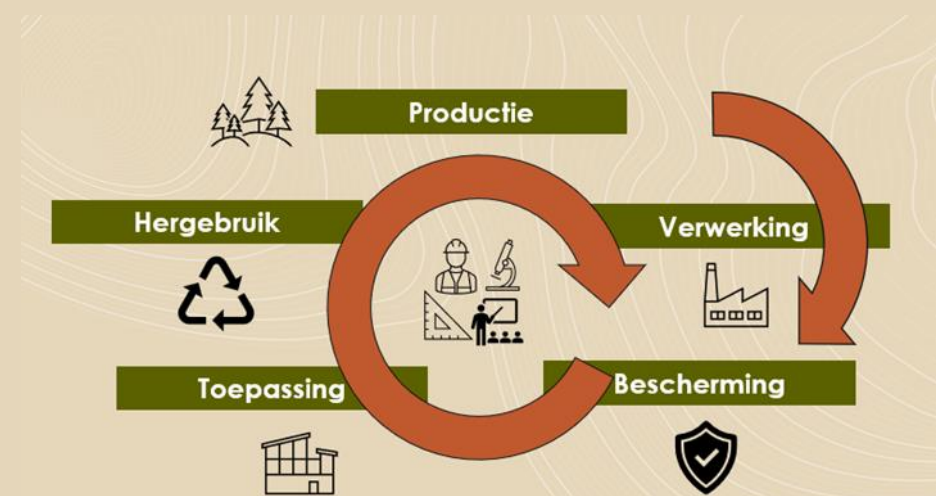 Productie
Hergebruik
Verwerking
Toepassing
Bescherming